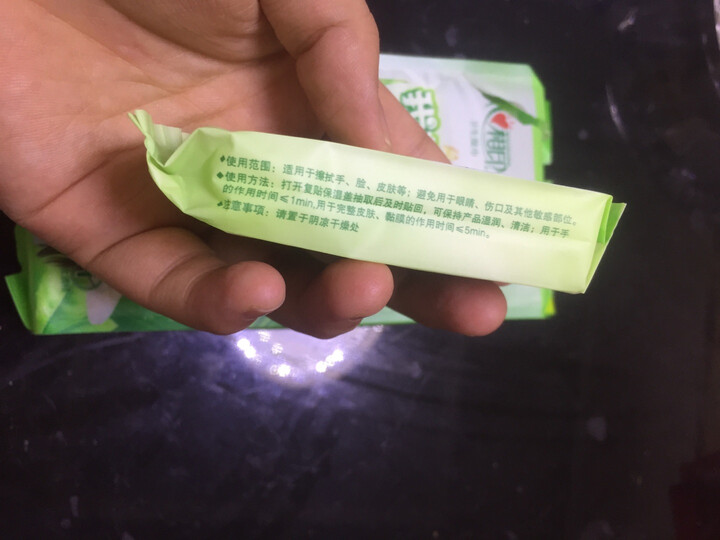 心相印
◆使用范围：适用于擦拭手、脸、皮肤等；避免用于眼睛、伤口及其他敏感部位。
◆使用方法：打开复贴保湿盖抽取后及时贴回，可保持产品湿润、清洁；用于手
的作用时间≤1min,用于完整皮肤、黏膜的作用时间≤5min。
◆注意事项：请置于阴凉干燥处